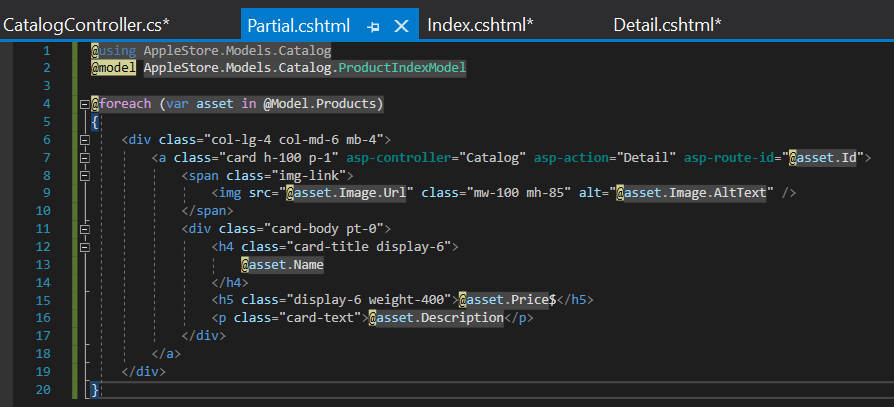 CatalogController.cs* Partial.cshtml Index.cshtml* Detail.cshtml*
1 @using AppleStore.Models.Catalog
2 @model AppleStore.Models.Catalog.ProductIndexModel
3
4 @foreach (var asset in @Model.Products)
5 {
6 <div class="col-lg-4 col-md-6 mb-4">
7 <a class="card h-100 p-1" asp-controller="Catalog" asp-action="Detail" asp-route-id="@asset.Id">
8 <span class="img-link">
9 <img src="@asset.Image.Url" class="mw-100 mh-85" alt="@asset.Image.AltText" />
10 </span>
11 <div class="card-body pt-0">
12 <h4 class="card-title display-6">
13 @asset.Name
14 </h4>
15 <h5 class="display-6 weight-400">@asset.Price$</h5>
16 <p class="card-text">@asset.Description</p>
17 </div>
18 </a>
19 </div>
20 }